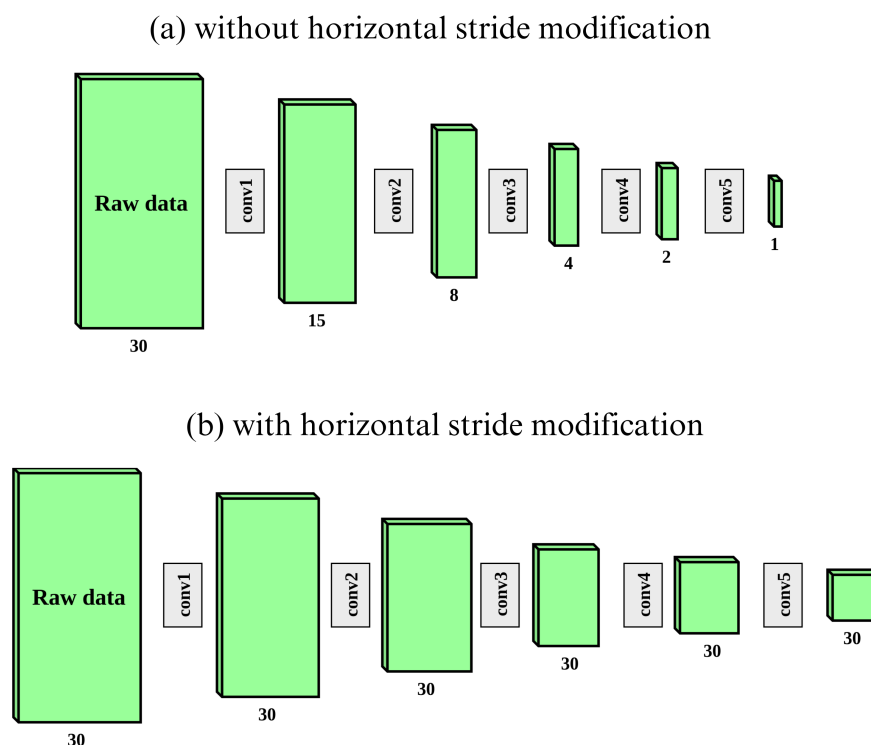 (a) without horizontal stride modification
Raw data
conv1
conv2
conv3
conv4
conv5
30
15
8
4
2
1
(b) with horizontal stride modification
Raw data
conv1
conv2
conv3
conv4
conv5
30
30
30
30
30
30